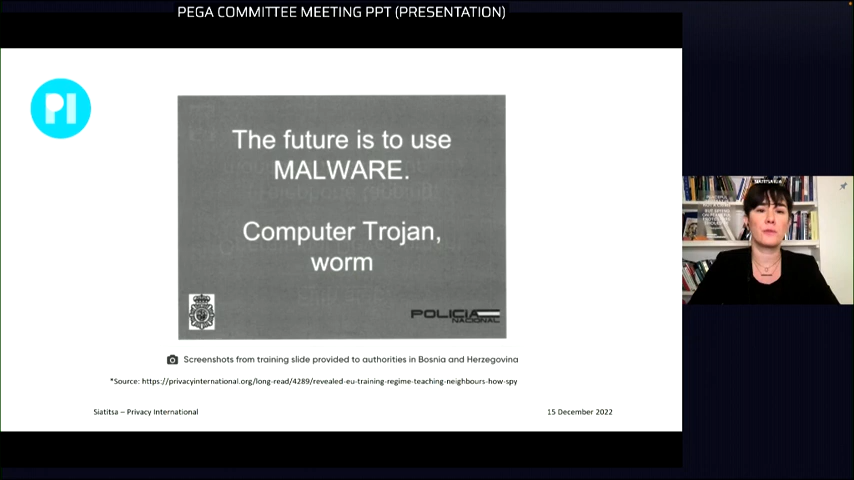 PEGA COMMITTEE MEETING PPT (PRESENTATION)
PI
The future is to use
MALWARE.
Computer Trojan,
worm
POLICIA
NACIONAL
Screenshots from training slide provided to authorities in Bosnia and Herzegovina
*Source: https://privacyinternational.org/long-read/4289/revealed-eu-training-regime-teaching-neighbours-how-spy
Siatitsa – Privacy International
15 December 2022